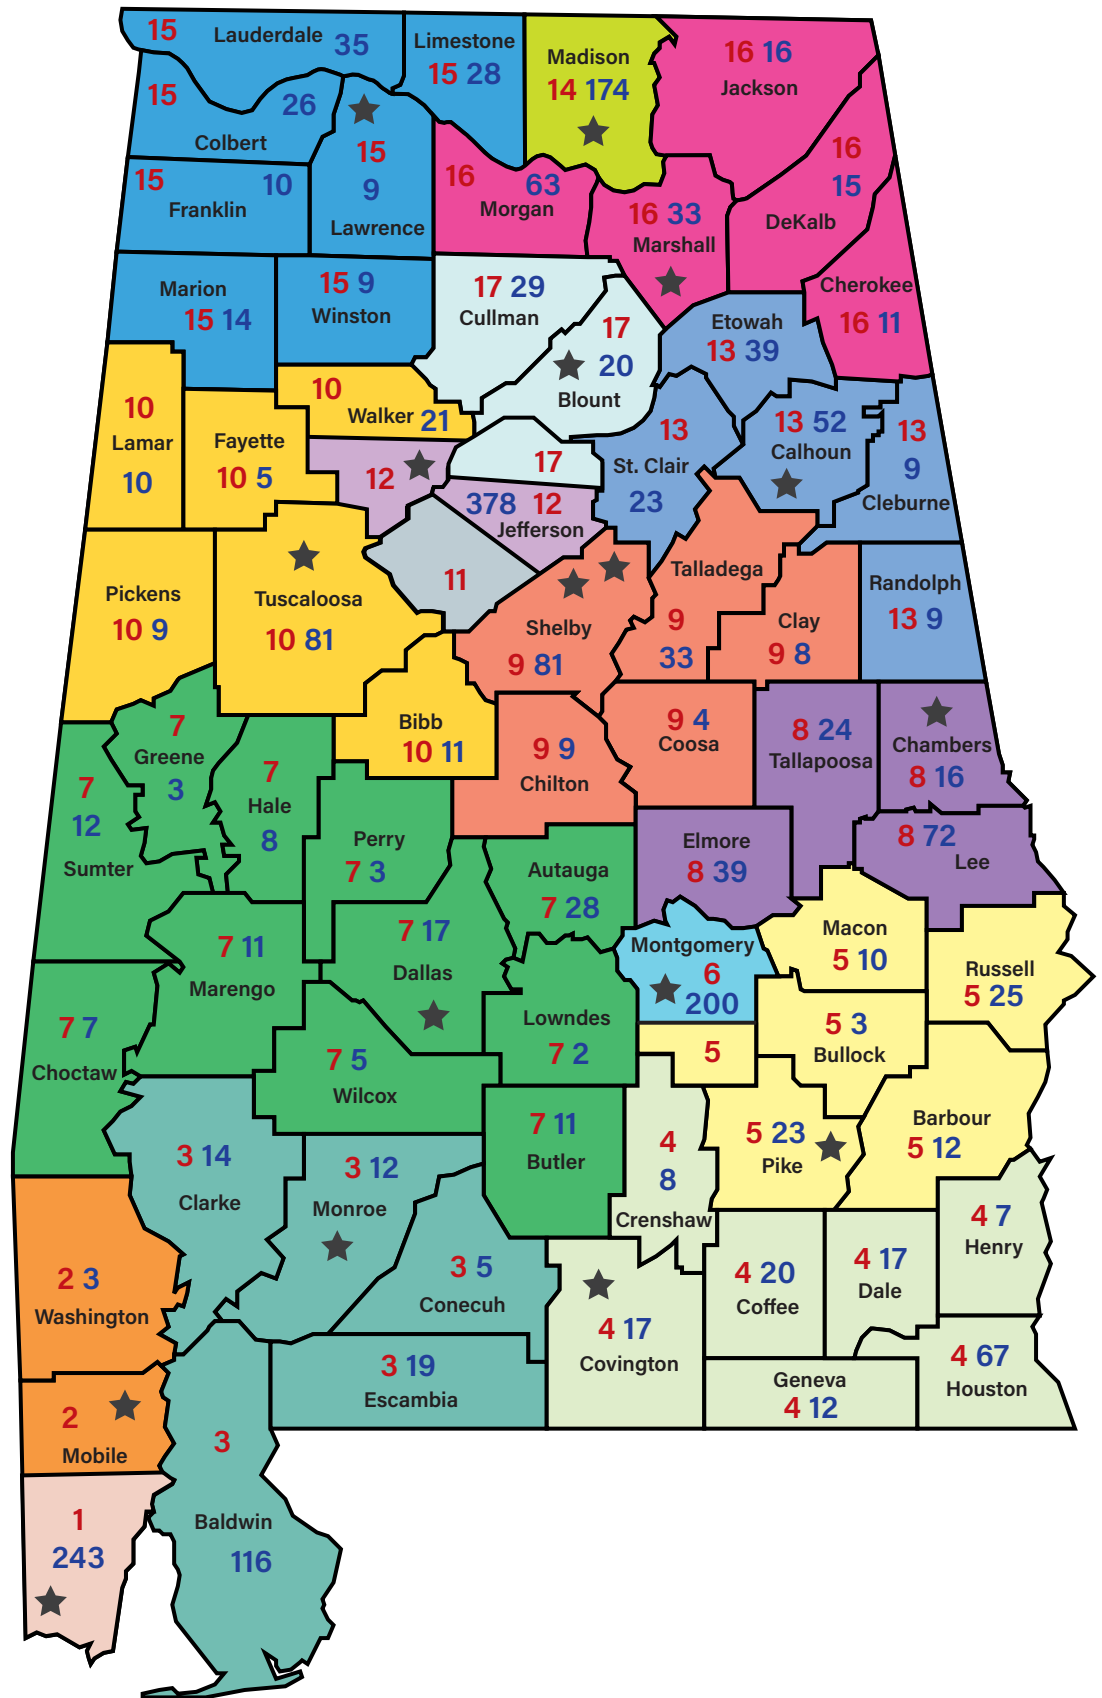 15 Lauderdale 35
Limestone
15 28
Madison
14 174
16 16
Jackson
15 26
Colbert
15
9
Lawrence
15 10
Franklin
16 63
Morgan
16 33
Marshall
16
15
DeKalb
Cherokee
16 11
Marion
15 14
15 9
Winston
17 29
Cullman
17
20
Blount
Etowah
13 39
10
Lamar
10
Fayette
10 5
10
Walker 21
12
17
378 12
Jefferson
13
St. Clair
23
13 52
Calhoun
13
9
Cleburne
Pickens
10 9
Tuscaloosa
10 81
11
Shelby
9 81
Talladega
9
33
Clay
9 8
Randolph
13 9
7
Greene
3
7
Hale
8
Bibb
10 11
9 9
Chilton
9 4
Coosa
8 24
Tallapoosa
Chambers
8 16
7
12
Sumter
Perry
7 3
Autauga
7 28
Elmore
8 39
8 72
Lee
7 11
Marengo
7 17
Dallas
Montgomery
6
200
Macon
5 10
Russell
5 25
7 7
Choctaw
7 5
Wilcox
Lowndes
7 2
5
5 3
Bullock
3 14
Clarke
3 12
Monroe
7 11
Butler
4
8
Crenshaw
5 23
Pike
Barbour
5 12
2 3
Washington
3 5
Conecuh
4 17
Covington
4 20
Coffee
4 17
Dale
4 7
Henry
2
Mobile
3 19
Escambia
Geneva
4 12
4 67
Houston
1
243
3
Baldwin
116